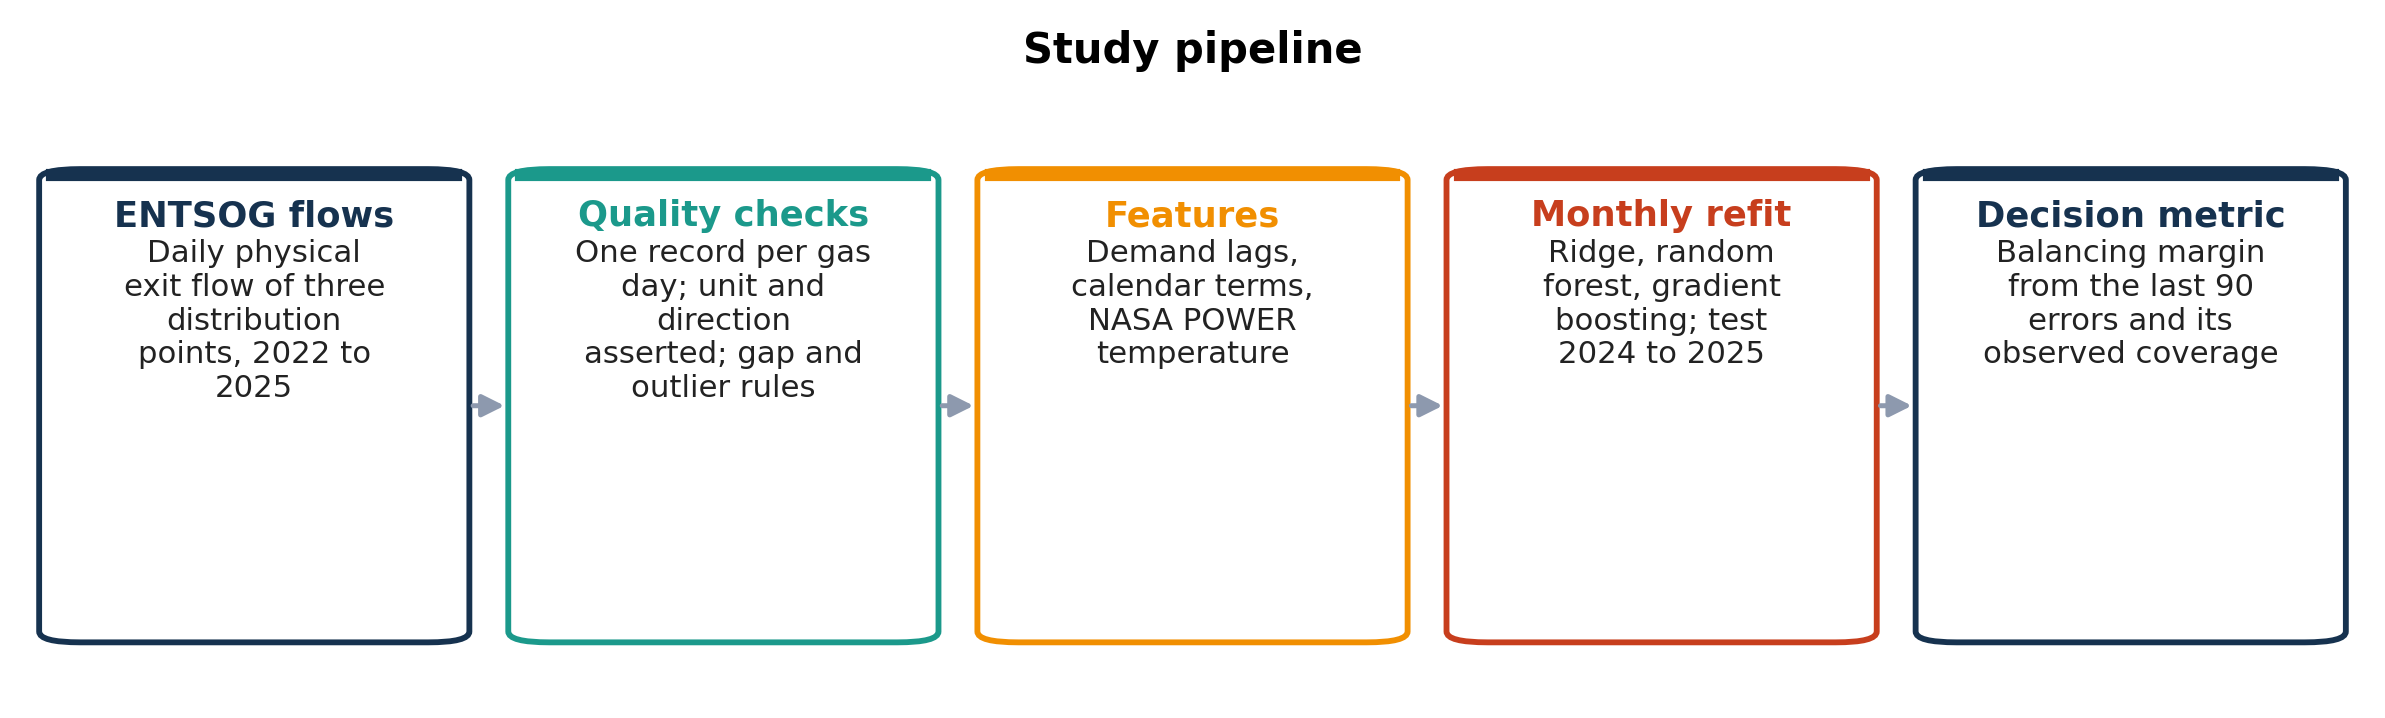 Study pipeline
ENTSOG flows
Daily physical
exit flow of three
distribution
points, 2022 to
2025
Quality checks
One record per gas
day; unit and
direction
asserted; gap and
outlier rules
Features
Demand lags,
calendar terms,
NASA POWER
temperature
Monthly refit
Ridge, random
forest, gradient
boosting; test
2024 to 2025
Decision metric
Balancing margin
from the last 90
errors and its
observed coverage